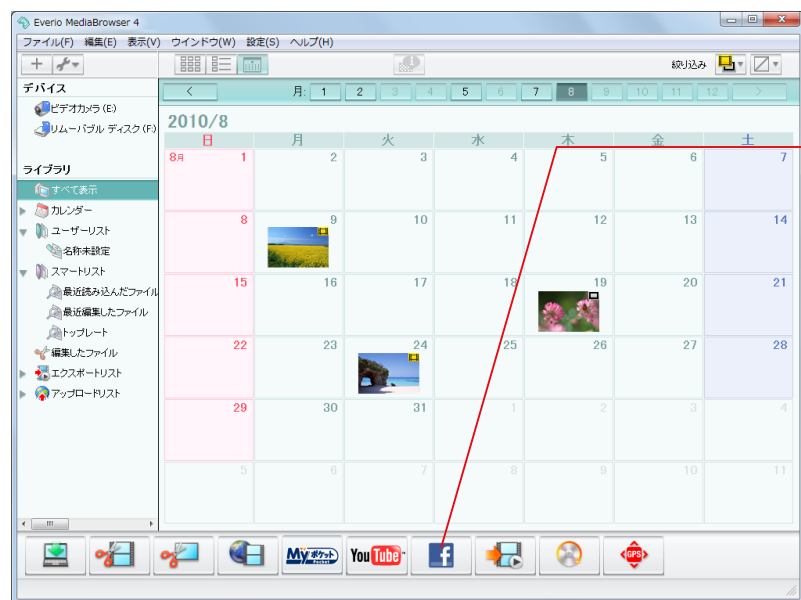 Everio MediaBrowser 4
ファイル(F) 編集(E) 表示(V) ウインドウ(W) 設定(S) ヘルプ(H)
絞り込み
デバイス
ビデオカメラ (E:)
リムーバブル ディスク (F:)
ライブラリ
すべて表示
カレンダー
ユーザーリスト
名称未設定
スマートリスト
最近読み込んだファイル
最近編集したファイル
トップレート
編集したファイル
エクスポートリスト
アップロードリスト
< 月: 1 2 3 4 5 6 7 8 9 10 11 12 >
2010/8
日 月 火 水 木 金 土
8月 1 2 3 4 5 6 7
8 9 10 11 12 13 14
15 16 17 18 19 20 21
22 23 24 25 26 27 28
29 30 31 1 2 3 4
5 6 7 8 9 10 11
Myポケット Pocket YouTube f GPS